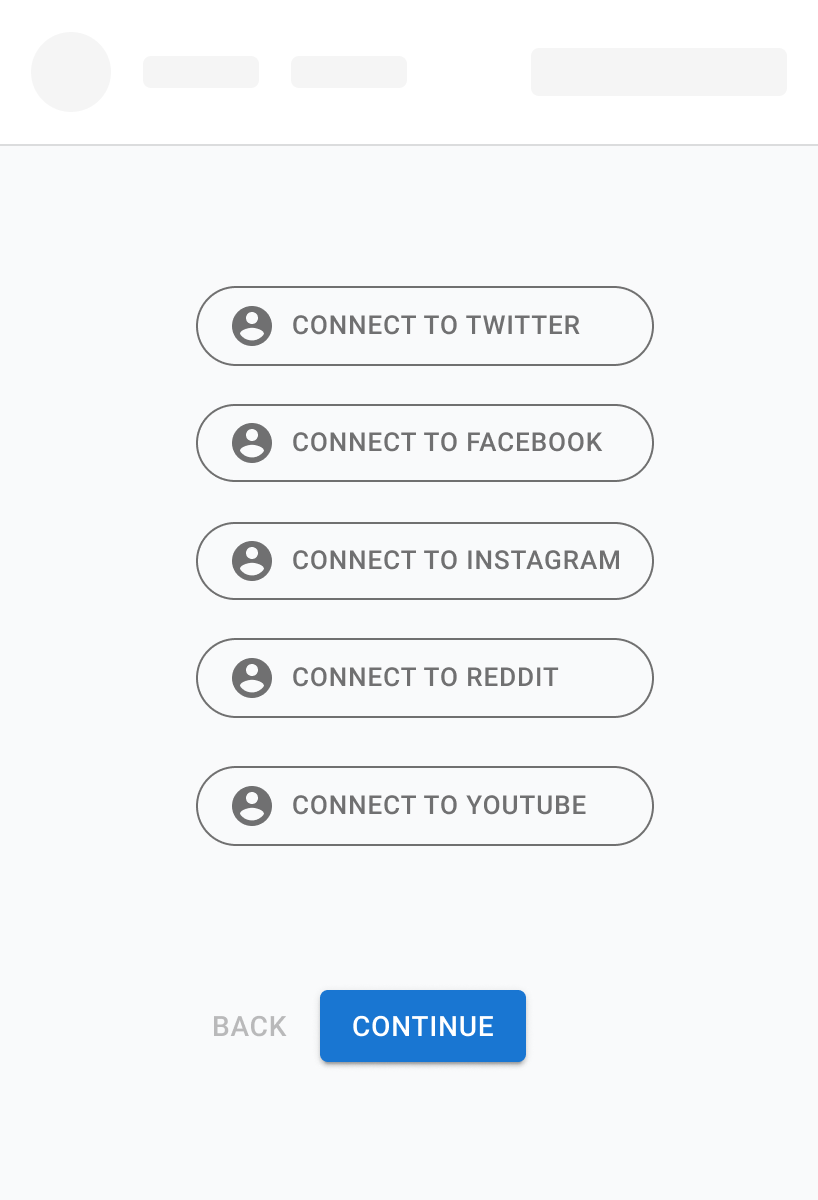 CONNECT TO TWITTER
CONNECT TO FACEBOOK
CONNECT TO INSTAGRAM
CONNECT TO REDDIT
CONNECT TO YOUTUBE
BACK CONTINUE